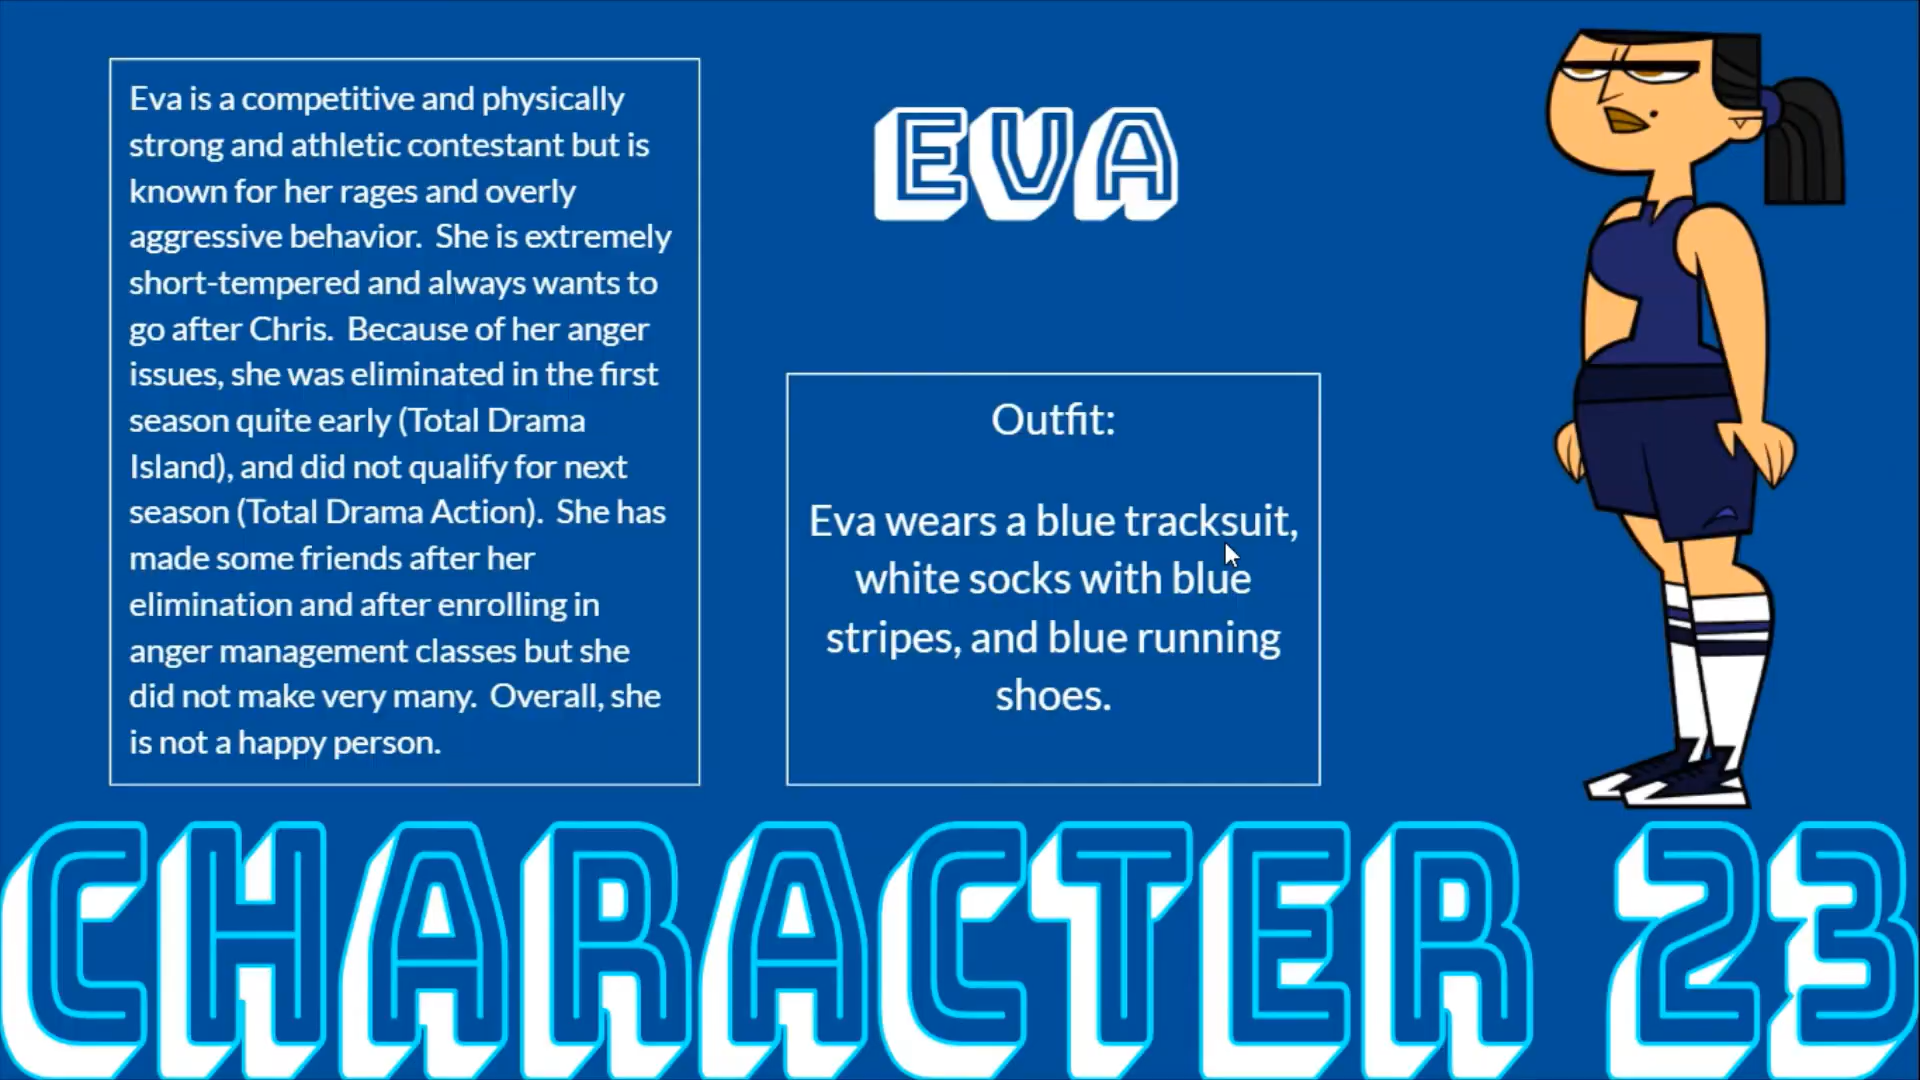 Eva is a competitive and physically
strong and athletic contestant but is
known for her rages and overly
aggressive behavior.  She is extremely
short-tempered and always wants to
go after Chris.  Because of her anger
issues, she was eliminated in the first
season quite early (Total Drama
Island), and did not qualify for next
season (Total Drama Action).  She has
made some friends after her
elimination and after enrolling in
anger management classes but she
did not make very many.  Overall, she
is not a happy person.
EVA
Outfit:
Eva wears a blue tracksuit,
white socks with blue
stripes, and blue running
shoes.
CHARACTER 23